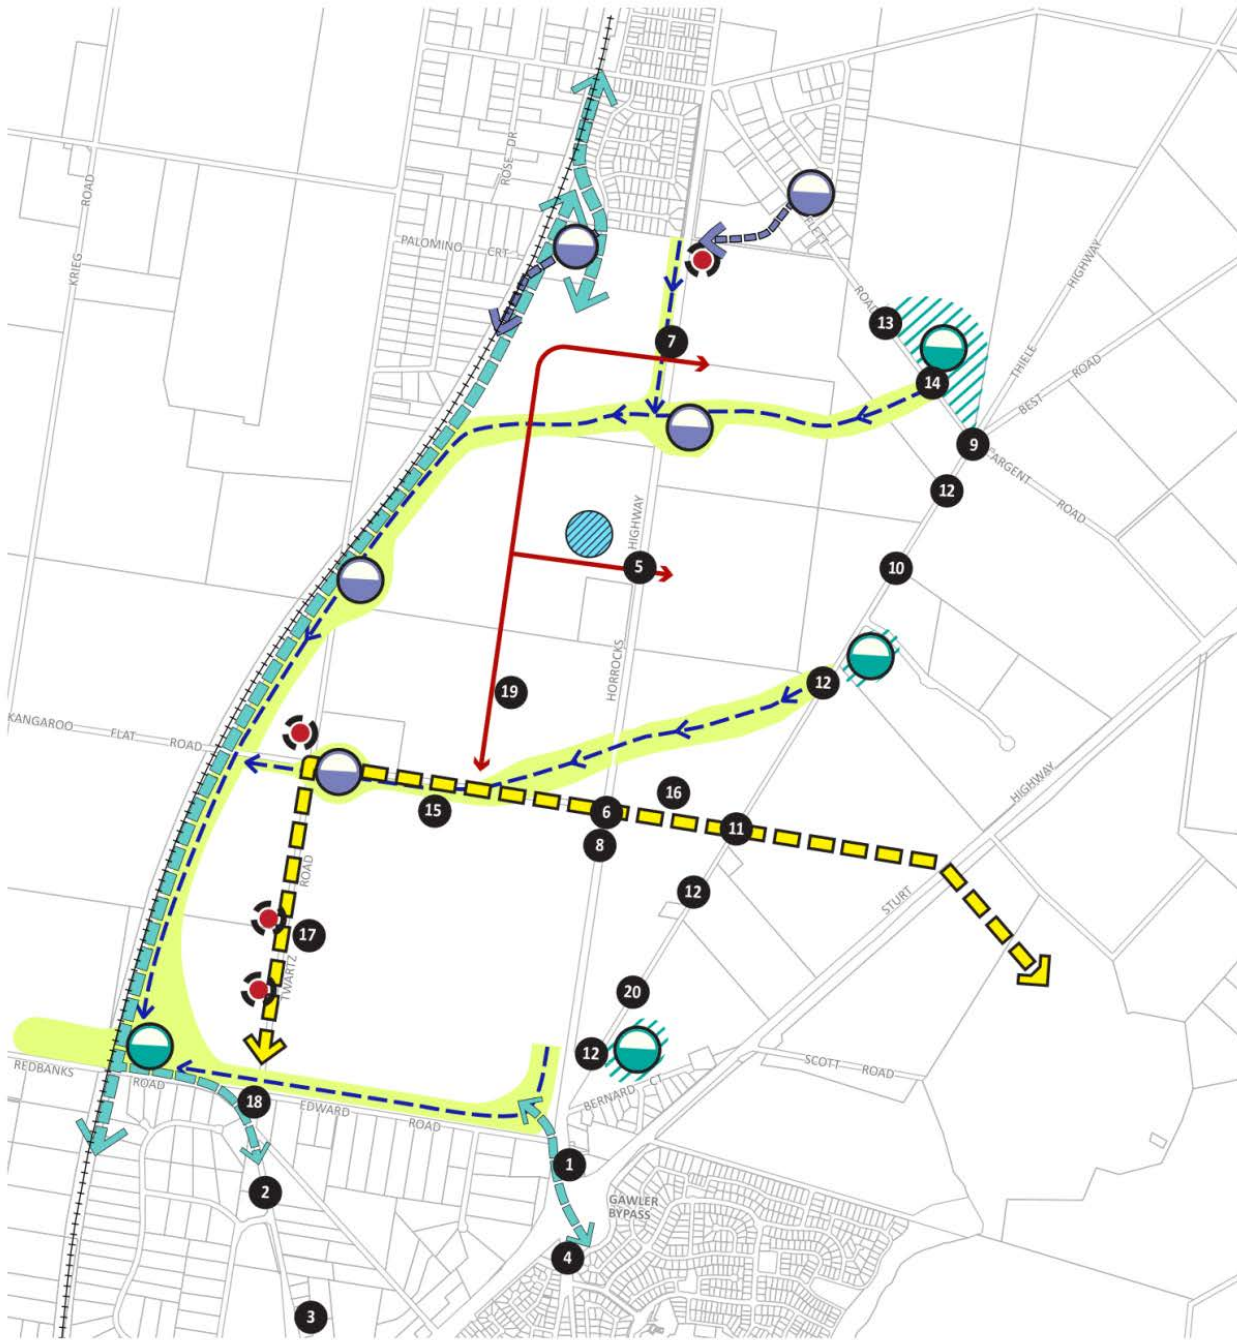 ROSE DR
KRIEG ROAD
PALOMINO CRT
ROAD
13
HIGHWAY
THIELE
7
14
BEST ROAD
9
ARGENT ROAD
12
HIGHWAY
5
10
HORROCKS
12
19
KANGAROO FLAT ROAD
HIGHWAY
STURT
16
15
6
11
8
12
ROAD
17
TWARTZ
20
12
REDBANKS ROAD
SCOTT ROAD
BERNARD CT
18
EDWARD ROAD
1
2
GAWLER
BYPASS
4
3